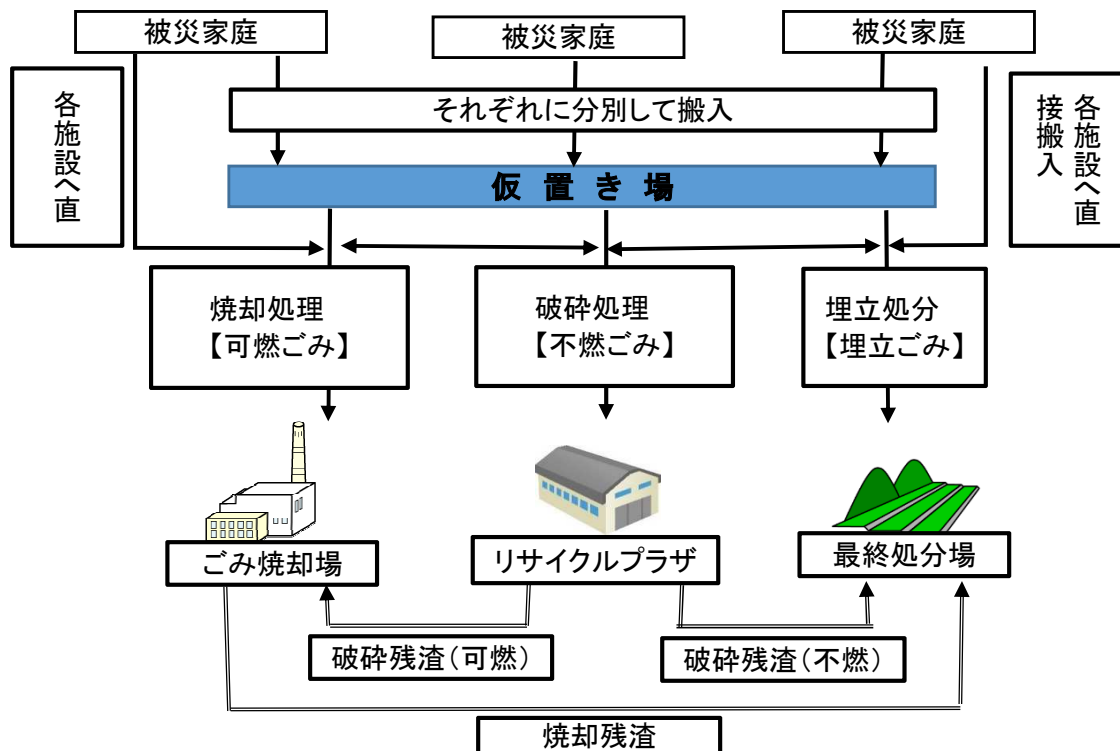 被災家庭
被災家庭
被災家庭
各施設へ直
各施設へ直
接搬入
それぞれに分別して搬入
仮 置 き 場
焼却処理
【可燃ごみ】
破砕処理
【不燃ごみ】
埋立処分
【埋立ごみ】
ごみ焼却場
リサイクルプラザ
最終処分場
破砕残渣(可燃)
破砕残渣(不燃)
焼却残渣